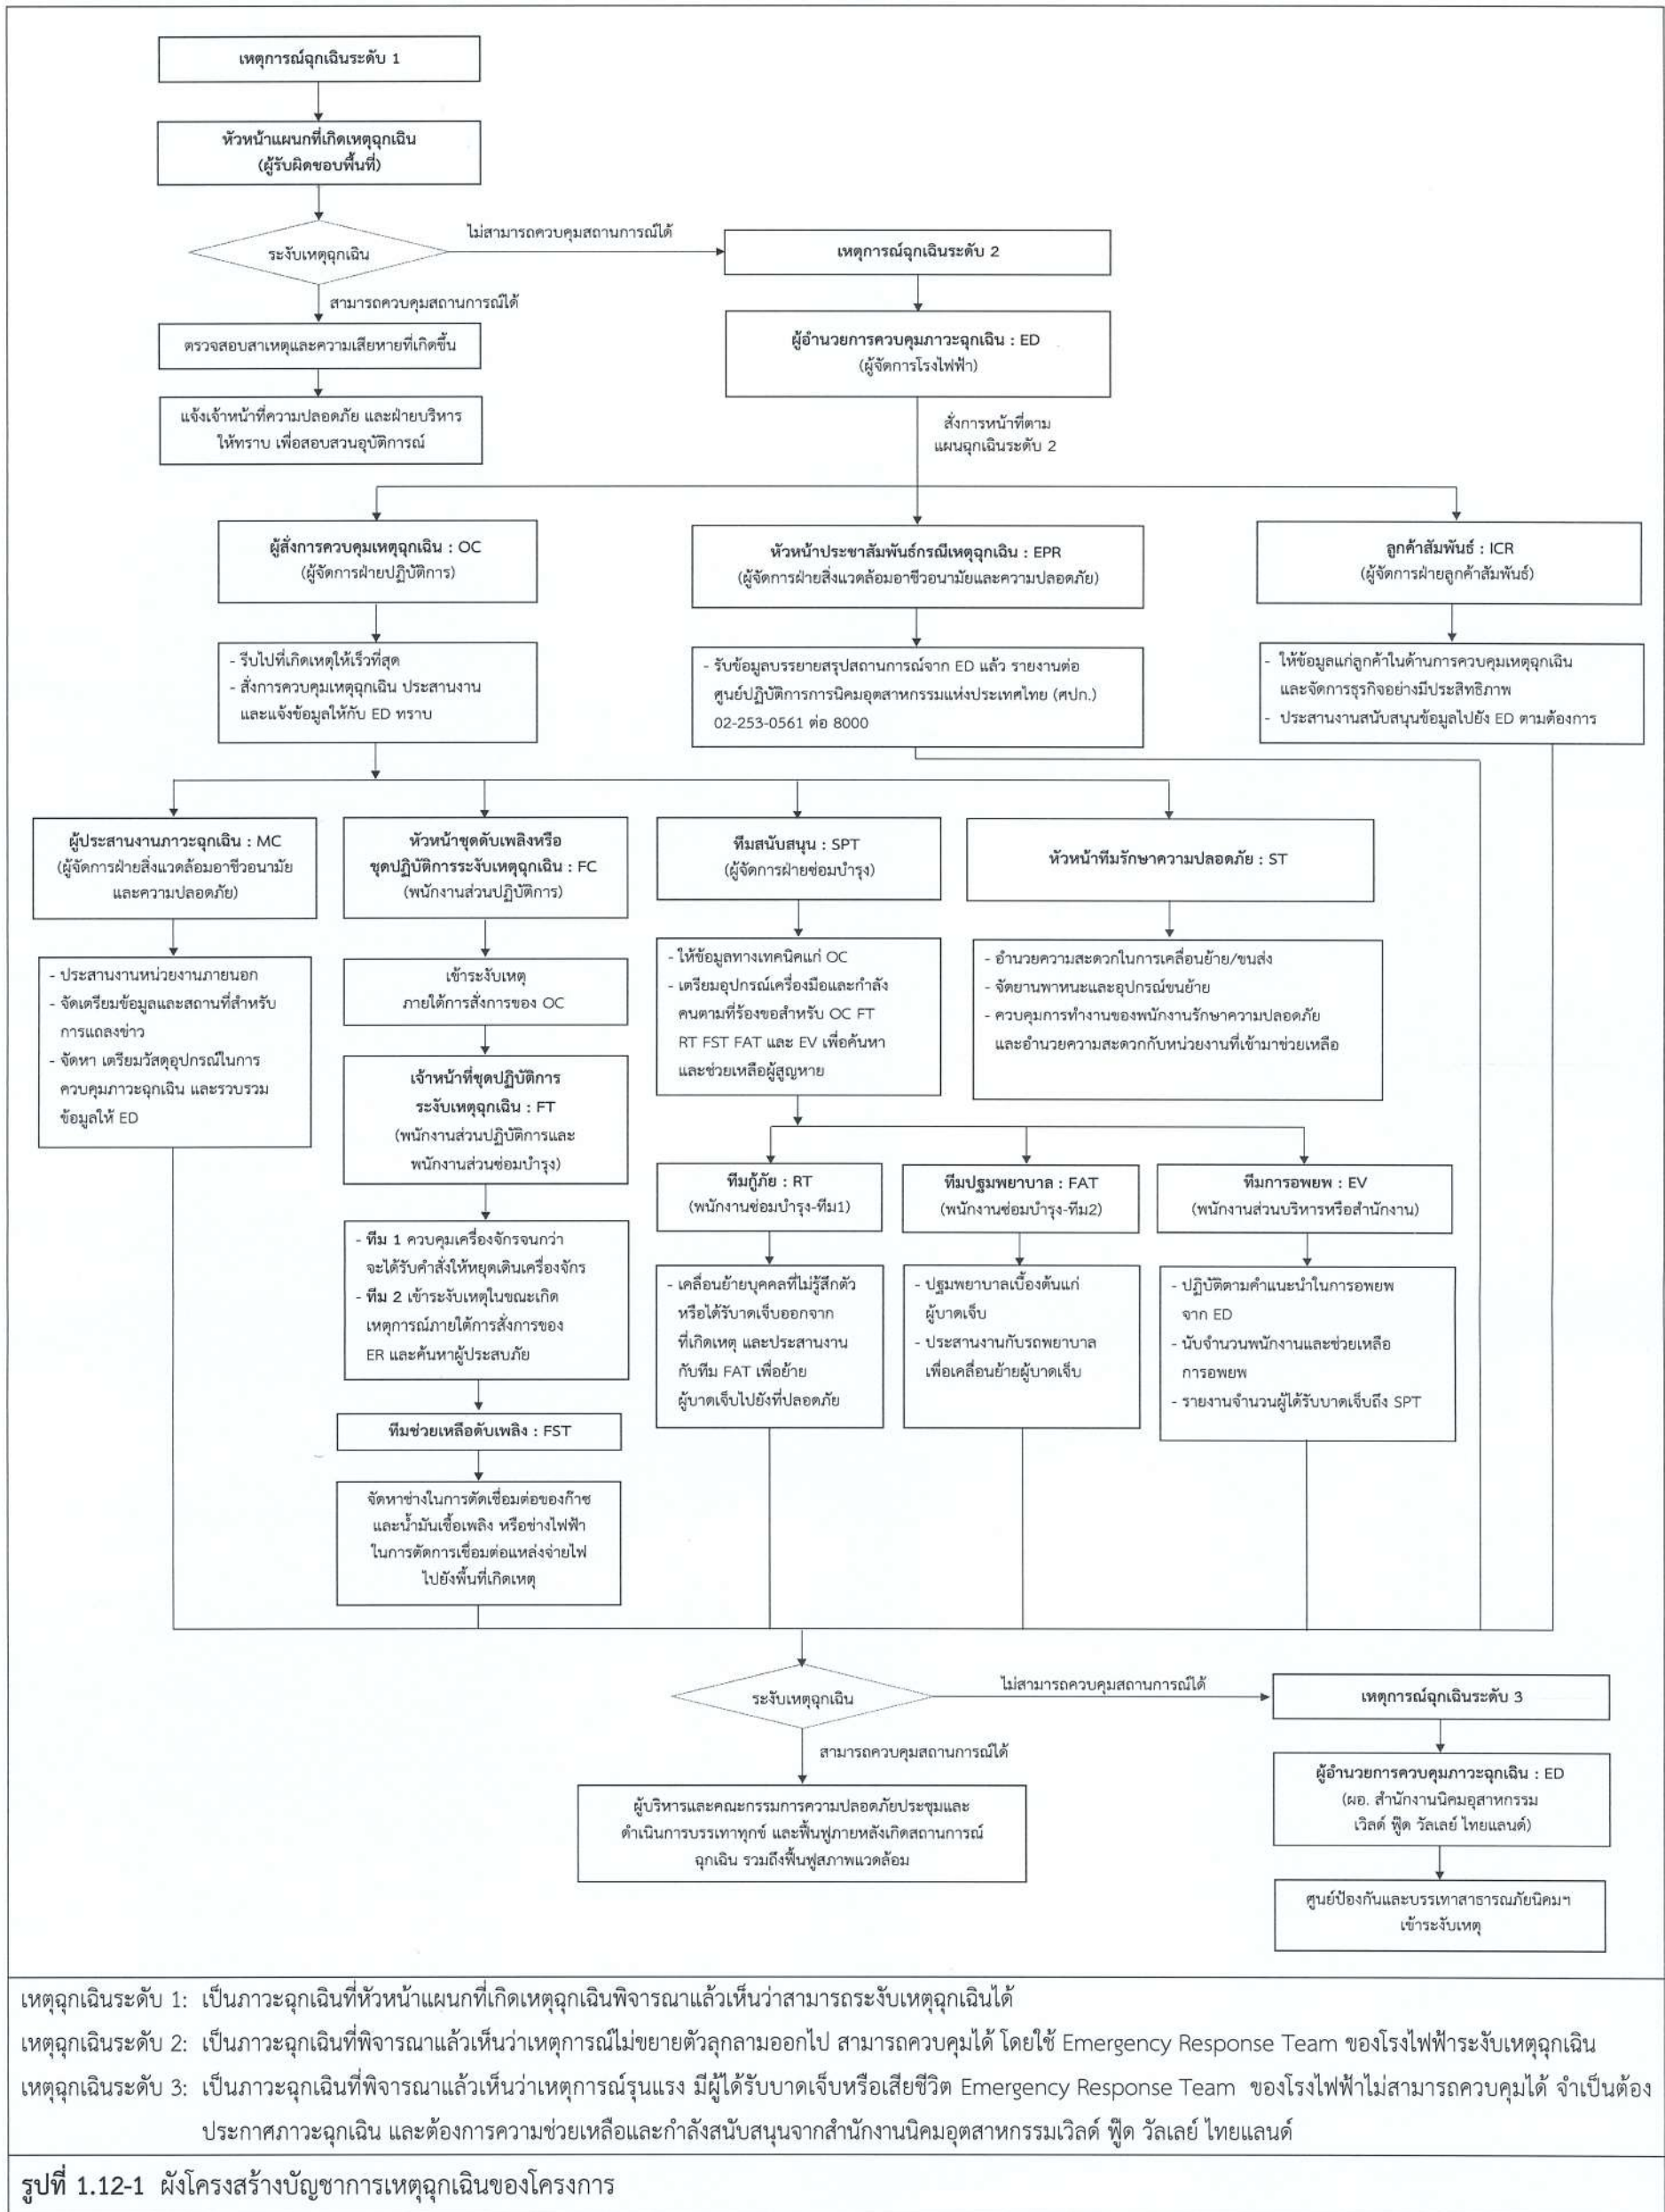 เหตุการณ์ฉุกเฉินระดับ 1
หัวหน้าแผนกที่เกิดเหตุฉุกเฉิน
(ผู้รับผิดชอบพื้นที่)
ระงับเหตุฉุกเฉิน
ไม่สามารถควบคุมสถานการณ์ได้
เหตุการณ์ฉุกเฉินระดับ 2
สามารถควบคุมสถานการณ์ได้
ตรวจสอบสาเหตุและความเสียหายที่เกิดขึ้น
แจ้งเจ้าหน้าที่ความปลอดภัย และฝ่ายบริหาร
ให้ทราบ เพื่อสอบสวนอุบัติการณ์
ผู้อำนวยการควบคุมภาวะฉุกเฉิน : ED
(ผู้จัดการโรงไฟฟ้า)
สั่งการหน้าที่ตาม
แผนฉุกเฉินระดับ 2
ผู้สั่งการควบคุมเหตุฉุกเฉิน : OC
(ผู้จัดการฝ่ายปฏิบัติการ)
หัวหน้าประชาสัมพันธ์กรณีเหตุฉุกเฉิน : EPR
(ผู้จัดการฝ่ายสิ่งแวดล้อมอาชีวอนามัยและความปลอดภัย)
ลูกค้าสัมพันธ์ : ICR
(ผู้จัดการฝ่ายลูกค้าสัมพันธ์)
- รีบไปที่เกิดเหตุให้เร็วที่สุด
- สั่งการควบคุมเหตุฉุกเฉิน ประสานงาน
และแจ้งข้อมูลให้กับ ED ทราบ
- รับข้อมูลบรรยายสรุปสถานการณ์จาก ED แล้ว รายงานต่อ
ศูนย์ปฏิบัติการการนิคมอุตสาหกรรมแห่งประเทศไทย (ศปก.)
02-253-0561 ต่อ 8000
- ให้ข้อมูลแก่ลูกค้าในด้านการควบคุมเหตุฉุกเฉิน
และจัดการธุรกิจอย่างมีประสิทธิภาพ
- ประสานงานสนับสนุนข้อมูลไปยัง ED ตามต้องการ
ผู้ประสานงานภาวะฉุกเฉิน : MC
(ผู้จัดการฝ่ายสิ่งแวดล้อมอาชีวอนามัย
และความปลอดภัย)
หัวหน้าชุดดับเพลิงหรือ
ชุดปฏิบัติการระงับเหตุฉุกเฉิน : FC
(พนักงานส่วนปฏิบัติการ)
ทีมสนับสนุน : SPT
(ผู้จัดการฝ่ายซ่อมบำรุง)
หัวหน้าทีมรักษาความปลอดภัย : ST
- ประสานงานหน่วยงานภายนอก
- จัดเตรียมข้อมูลและสถานที่สำหรับ
การแถลงข่าว
- จัดหา เตรียมวัสดุอุปกรณ์ในการ
ควบคุมภาวะฉุกเฉิน และรวบรวม
ข้อมูลให้ ED
เข้าระงับเหตุ
ภายใต้การสั่งการของ OC
เจ้าหน้าที่ชุดปฏิบัติการ
ระงับเหตุฉุกเฉิน : FT
(พนักงานส่วนปฏิบัติการและ
พนักงานส่วนซ่อมบำรุง)
- ให้ข้อมูลทางเทคนิคแก่ OC
- เตรียมอุปกรณ์เครื่องมือและกำลัง
คนตามที่ร้องขอสำหรับ OC FT
RT FST FAT และ EV เพื่อค้นหา
และช่วยเหลือผู้สูญหาย
- อำนวยความสะดวกในการเคลื่อนย้าย/ขนส่ง
- จัดยานพาหนะและอุปกรณ์ขนย้าย
- ควบคุมการทำงานของพนักงานรักษาความปลอดภัย
และอำนวยความสะดวกกับหน่วยงานที่เข้ามาช่วยเหลือ
ทีมกู้ภัย : RT
(พนักงานซ่อมบำรุง-ทีม1)
ทีมปฐมพยาบาล : FAT
(พนักงานซ่อมบำรุง-ทีม2)
ทีมการอพยพ : EV
(พนักงานส่วนบริหารหรือสำนักงาน)
- ทีม 1 ควบคุมเครื่องจักรจนกว่า
จะได้รับคำสั่งให้หยุดเดินเครื่องจักร
- ทีม 2 เข้าระงับเหตุในขณะเกิด
เหตุการณ์ภายใต้การสั่งการของ
ER และค้นหาผู้ประสบภัย
- เคลื่อนย้ายบุคคลที่ไม่รู้สึกตัว
หรือได้รับบาดเจ็บออกจาก
ที่เกิดเหตุ และประสานงาน
กับทีม FAT เพื่อย้าย
ผู้บาดเจ็บไปยังที่ปลอดภัย
- ปฐมพยาบาลเบื้องต้นแก่
ผู้บาดเจ็บ
- ประสานงานกับรถพยาบาล
เพื่อเคลื่อนย้ายผู้บาดเจ็บ
- ปฏิบัติตามคำแนะนำในการอพยพ
จาก ED
- นับจำนวนพนักงานและช่วยเหลือ
การอพยพ
- รายงานจำนวนผู้ได้รับบาดเจ็บถึง SPT
ทีมช่วยเหลือดับเพลิง : FST
จัดหาช่างในการตัดเชื่อมต่อของก๊าซ
และน้ำมันเชื้อเพลิง หรือช่างไฟฟ้า
ในการตัดการเชื่อมต่อแหล่งจ่ายไฟ
ไปยังพื้นที่เกิดเหตุ
ระงับเหตุฉุกเฉิน
ไม่สามารถควบคุมสถานการณ์ได้
เหตุการณ์ฉุกเฉินระดับ 3
สามารถควบคุมสถานการณ์ได้
ผู้บริหารและคณะกรรมการความปลอดภัยประชุมและ
ดำเนินการบรรเทาทุกข์ และฟื้นฟูภายหลังเกิดสถานการณ์
ฉุกเฉิน รวมถึงฟื้นฟูสภาพแวดล้อม
ผู้อำนวยการควบคุมภาวะฉุกเฉิน : ED
(ผอ. สำนักงานนิคมอุสาหกรรม
เวิลด์ ฟู๊ด วัลเลย์ ไทยแลนด์)
ศูนย์ป้องกันและบรรเทาสาธารณภัยนิคมฯ
เข้าระงับเหตุ
เหตุฉุกเฉินระดับ 1: เป็นภาวะฉุกเฉินที่หัวหน้าแผนกที่เกิดเหตุฉุกเฉินพิจารณาแล้วเห็นว่าสามารถระงับเหตุฉุกเฉินได้
เหตุฉุกเฉินระดับ 2: เป็นภาวะฉุกเฉินที่พิจารณาแล้วเห็นว่าเหตุการณ์ไม่ขยายตัวลุกลามออกไป สามารถควบคุมได้ โดยใช้ Emergency Response Team ของโรงไฟฟ้าระงับเหตุฉุกเฉิน
เหตุฉุกเฉินระดับ 3: เป็นภาวะฉุกเฉินที่พิจารณาแล้วเห็นว่าเหตุการณ์รุนแรง มีผู้ได้รับบาดเจ็บหรือเสียชีวิต Emergency Response Team ของโรงไฟฟ้าไม่สามารถควบคุมได้ จำเป็นต้อง
ประกาศภาวะฉุกเฉิน และต้องการความช่วยเหลือและกำลังสนับสนุนจากสำนักงานนิคมอุตสาหกรรมเวิลด์ ฟู๊ด วัลเลย์ ไทยแลนด์
รูปที่ 1.12-1 ผังโครงสร้างบัญชาการเหตุฉุกเฉินของโครงการ